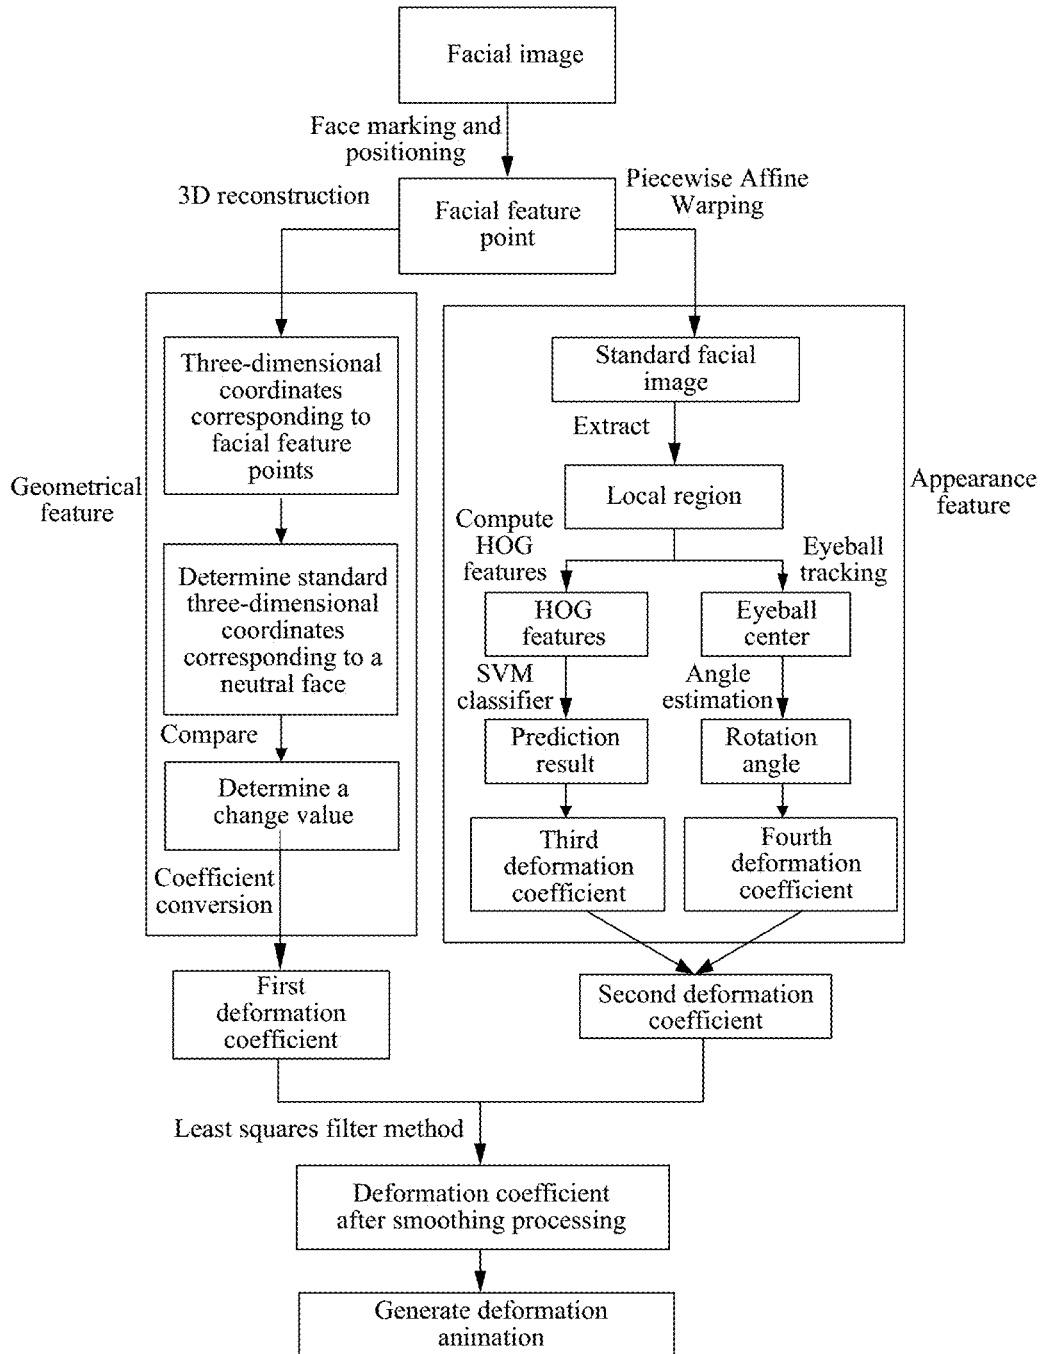 Facial image
Face marking and
positioning
3D reconstruction
Piecewise Affine
Warping
Facial feature
point
Three-dimensional
coordinates
corresponding to
facial feature
points
Geometrical
feature
Determine standard
three-dimensional
coordinates
corresponding to a
neutral face
Compare
Determine a
change value
Coefficient
conversion
First
deformation
coefficient
Standard facial
image
Extract
Local region
Appearance
feature
Compute
HOG
features
Eyeball
tracking
HOG
features
Eyeball
center
SVM
classifier
Angle
estimation
Prediction
result
Rotation
angle
Third
deformation
coefficient
Fourth
deformation
coefficient
Second deformation
coefficient
Least squares filter method
Deformation coefficient
after smoothing processing
Generate deformation
animation